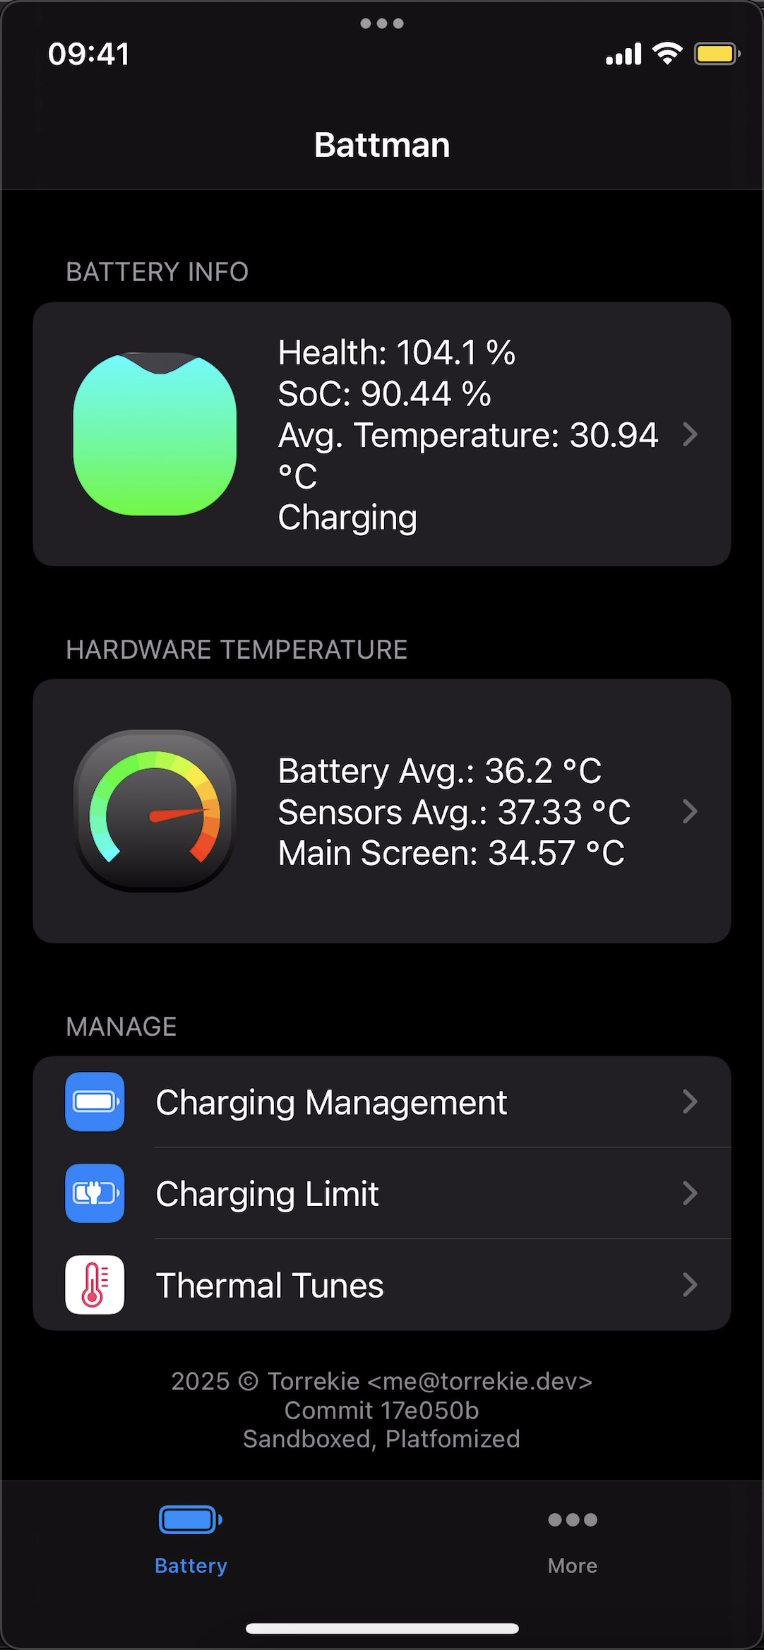 09:41
Battman
BATTERY INFO
Health: 104.1 %
SoC: 90.44 %
Avg. Temperature: 30.94
°C
Charging
HARDWARE TEMPERATURE
Battery Avg.: 36.2 °C
Sensors Avg.: 37.33 °C
Main Screen: 34.57 °C
MANAGE
Charging Management
Charging Limit
Thermal Tunes
2025 © Torrekie <me@torrekie.dev>
Commit 17e050b
Sandboxed, Platfomized
Battery
More